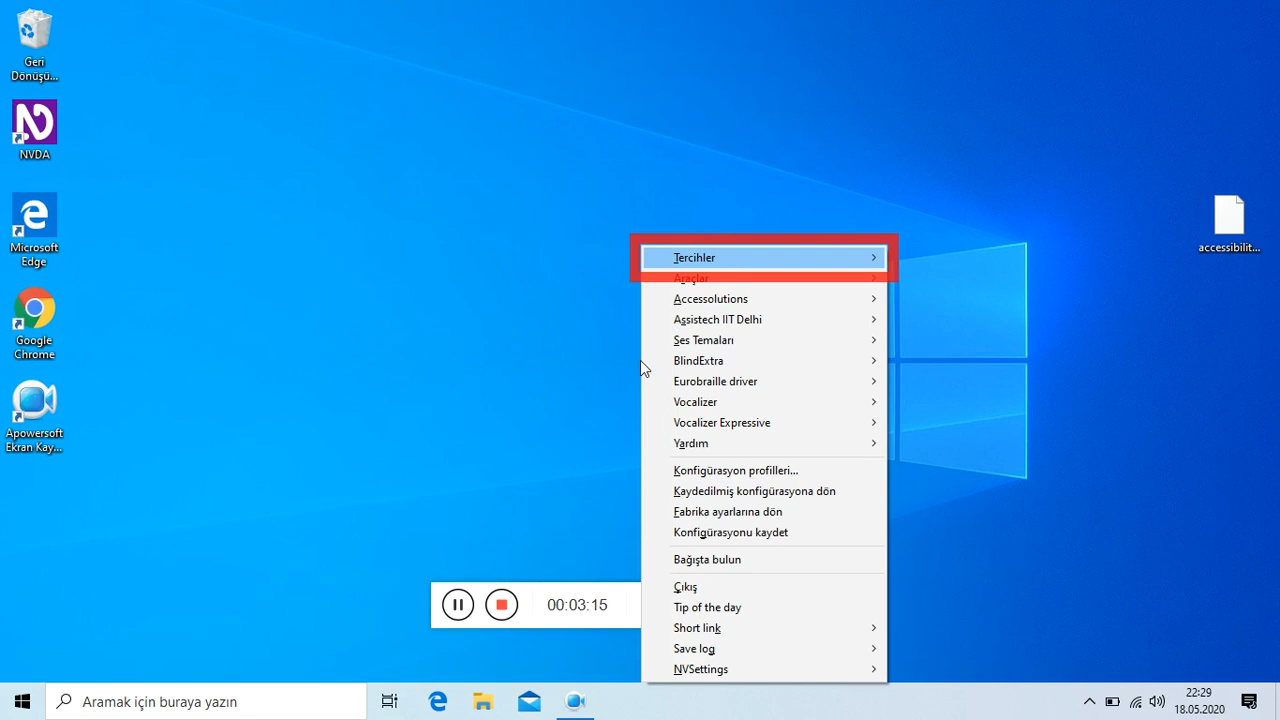 Geri
Dönüşü...
NVDA
Microsoft
Edge
Google
Chrome
Apowersoft
Ekran Kay...
accessibilit...
Tercihler
Araçlar
Accessolutions
Assistech IIT Delhi
Ses Temaları
BlindExtra
Eurobraille driver
Vocalizer
Vocalizer Expressive
Yardım
Konfigürasyon profilleri...
Kaydedilmiş konfigürasyona dön
Fabrika ayarlarına dön
Konfigürasyonu kaydet
Bağışta bulun
Çıkış
Tip of the day
Short link
Save log
NVSettings
00:03:15
Aramak için buraya yazın
22:29
18.05.2020